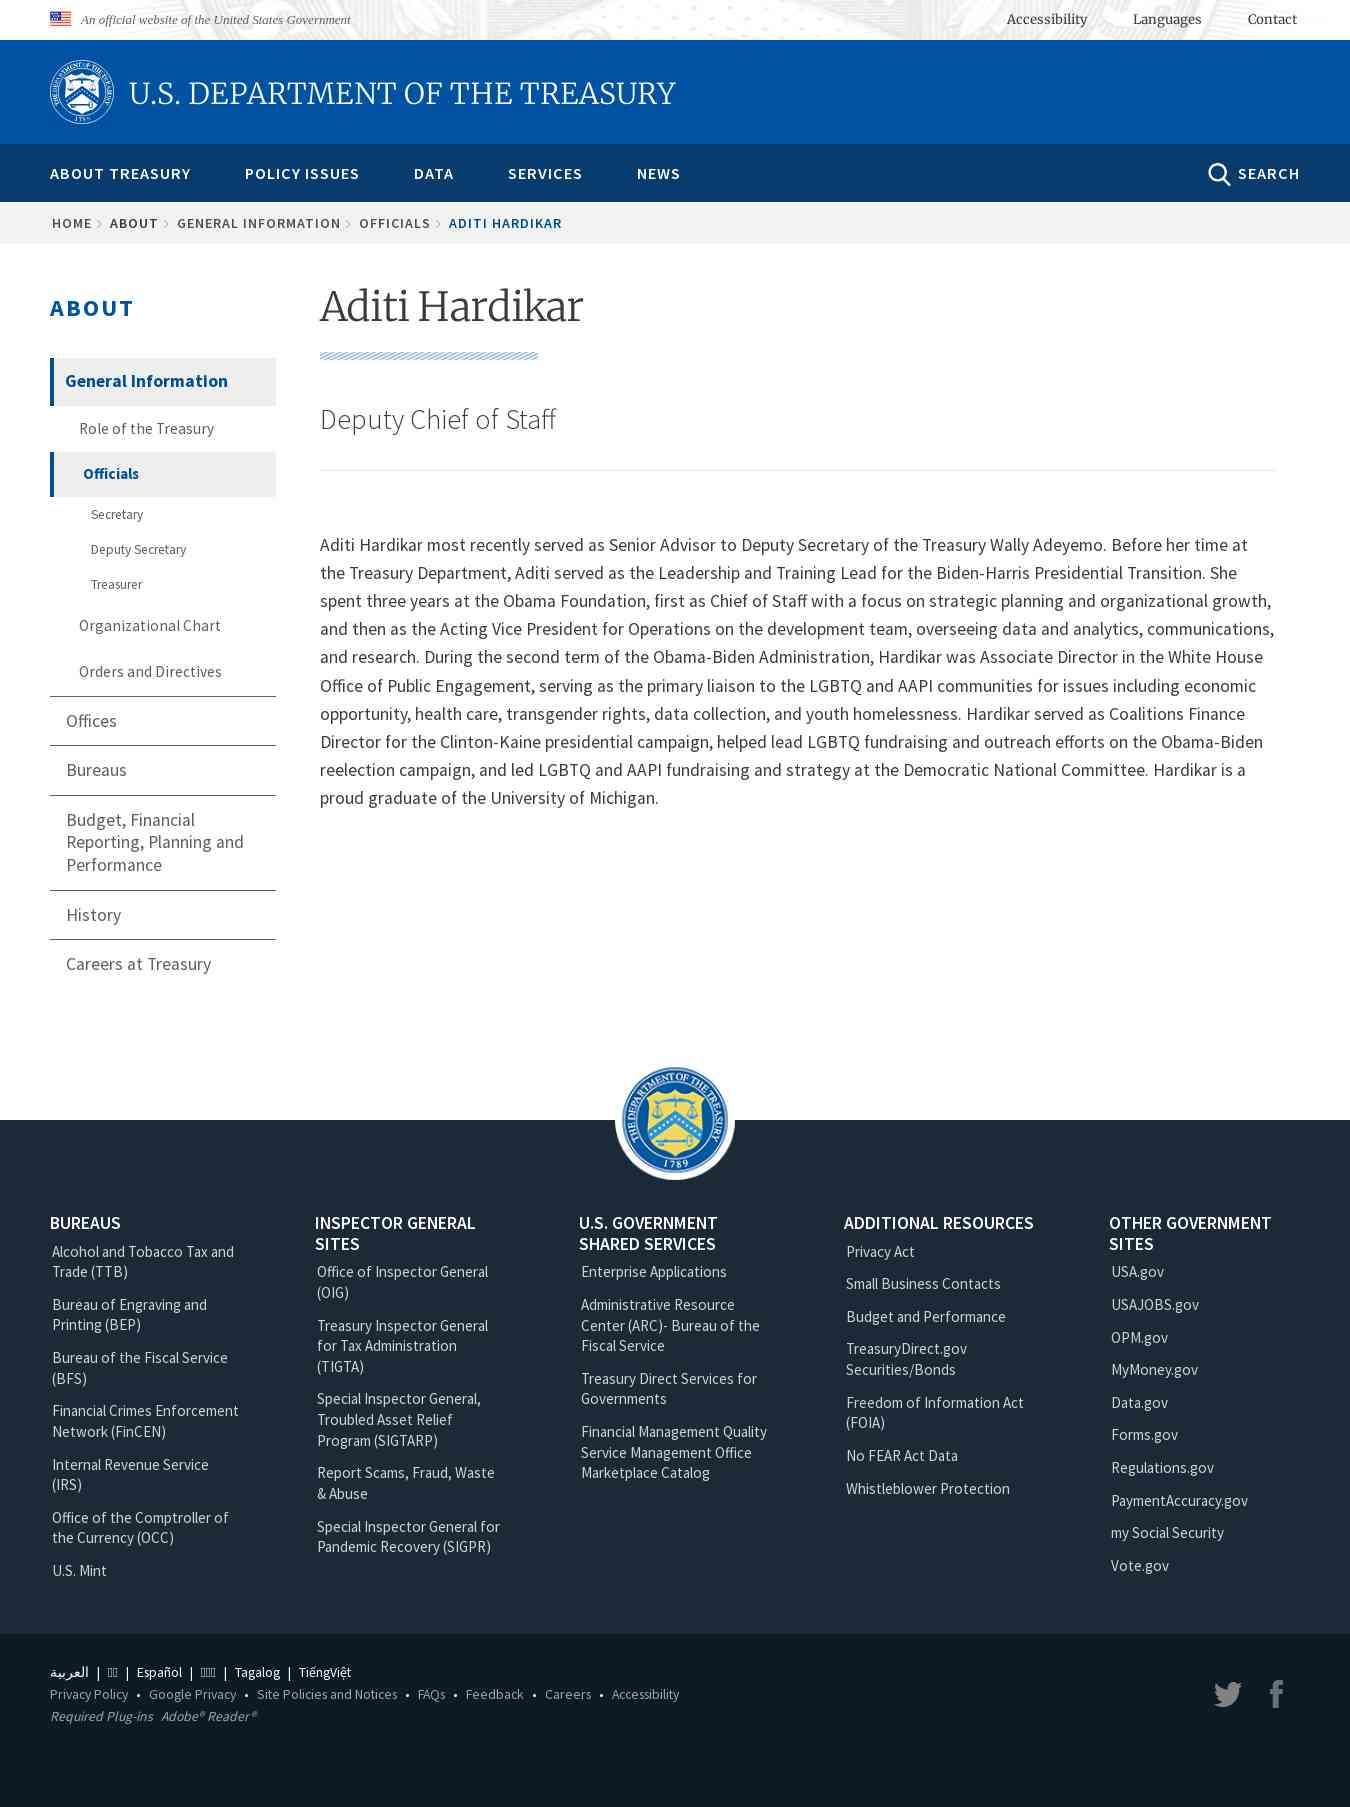 An official website of the United States Government
Accessibility Languages Contact
U.S. DEPARTMENT OF THE TREASURY
ABOUT TREASURY POLICY ISSUES DATA SERVICES NEWS SEARCH
HOME ABOUT GENERAL INFORMATION OFFICIALS ADITI HARDIKAR
ABOUT
General Information
Role of the Treasury
Officials
Secretary
Deputy Secretary
Treasurer
Organizational Chart
Orders and Directives
Offices
Bureaus
Budget, Financial
Reporting, Planning and
Performance
History
Careers at Treasury
Aditi Hardikar
Deputy Chief of Staff
Aditi Hardikar most recently served as Senior Advisor to Deputy Secretary of the Treasury Wally Adeyemo. Before her time at
the Treasury Department, Aditi served as the Leadership and Training Lead for the Biden-Harris Presidential Transition. She
spent three years at the Obama Foundation, first as Chief of Staff with a focus on strategic planning and organizational growth,
and then as the Acting Vice President for Operations on the development team, overseeing data and analytics, communications,
and research. During the second term of the Obama-Biden Administration, Hardikar was Associate Director in the White House
Office of Public Engagement, serving as the primary liaison to the LGBTQ and AAPI communities for issues including economic
opportunity, health care, transgender rights, data collection, and youth homelessness. Hardikar served as Coalitions Finance
Director for the Clinton-Kaine presidential campaign, helped lead LGBTQ fundraising and outreach efforts on the Obama-Biden
reelection campaign, and led LGBTQ and AAPI fundraising and strategy at the Democratic National Committee. Hardikar is a
proud graduate of the University of Michigan.
THE DEPARTMENT OF THE TREASURY
1789
BUREAUS
Alcohol and Tobacco Tax and
Trade (TTB)
Bureau of Engraving and
Printing (BEP)
Bureau of the Fiscal Service
(BFS)
Financial Crimes Enforcement
Network (FinCEN)
Internal Revenue Service
(IRS)
Office of the Comptroller of
the Currency (OCC)
U.S. Mint
INSPECTOR GENERAL
SITES
Office of Inspector General
(OIG)
Treasury Inspector General
for Tax Administration
(TIGTA)
Special Inspector General,
Troubled Asset Relief
Program (SIGTARP)
Report Scams, Fraud, Waste
& Abuse
Special Inspector General for
Pandemic Recovery (SIGPR)
U.S. GOVERNMENT
SHARED SERVICES
Enterprise Applications
Administrative Resource
Center (ARC)- Bureau of the
Fiscal Service
Treasury Direct Services for
Governments
Financial Management Quality
Service Management Office
Marketplace Catalog
ADDITIONAL RESOURCES
Privacy Act
Small Business Contacts
Budget and Performance
TreasuryDirect.gov
Securities/Bonds
Freedom of Information Act
(FOIA)
No FEAR Act Data
Whistleblower Protection
OTHER GOVERNMENT
SITES
USA.gov
USAJOBS.gov
OPM.gov
MyMoney.gov
Data.gov
Forms.gov
Regulations.gov
PaymentAccuracy.gov
my Social Security
Vote.gov
العربية | | Español | | Tagalog | TiếngViệt
Privacy Policy • Google Privacy • Site Policies and Notices • FAQs • Feedback • Careers • Accessibility
Required Plug-ins Adobe® Reader®